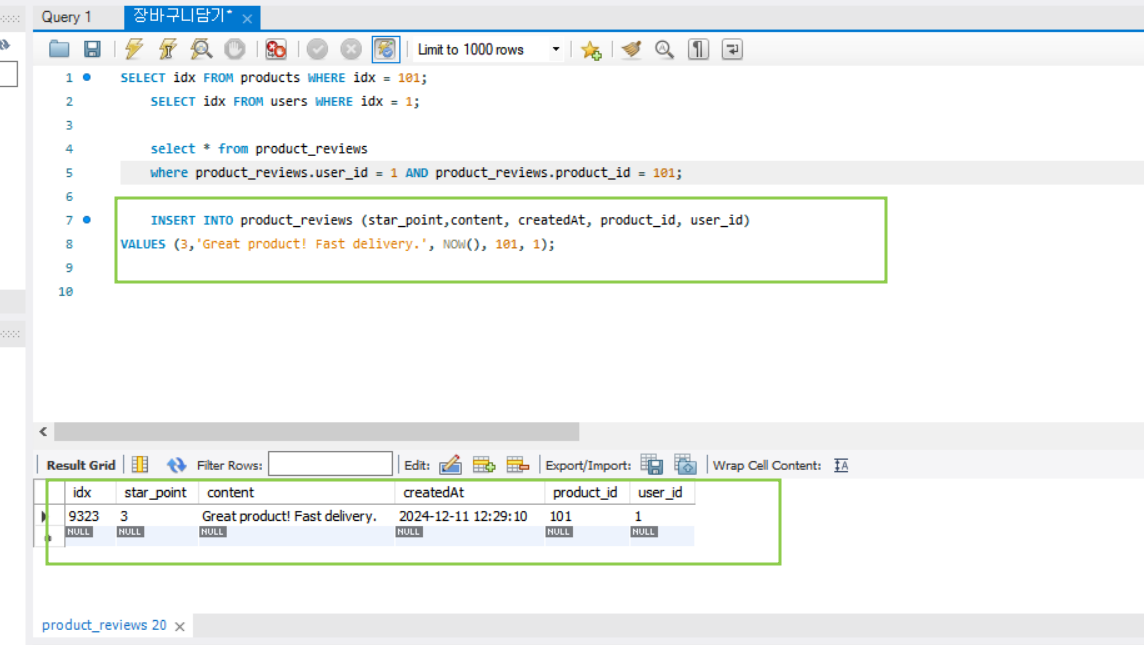 Query 1
장바구니담기*
Limit to 1000 rows
1 SELECT idx FROM products WHERE idx = 101;
2 SELECT idx FROM users WHERE idx = 1;
3
4 select * from product_reviews
5 where product_reviews.user_id = 1 AND product_reviews.product_id = 101;
6
7 INSERT INTO product_reviews (star_point,content, createdAt, product_id, user_id)
8 VALUES (3,'Great product! Fast delivery.', NOW(), 101, 1);
9
10
Result Grid Filter Rows: Edit: Export/Import: Wrap Cell Content: IA
idx star_point content createdAt product_id user_id
9323 3 Great product! Fast delivery. 2024-12-11 12:29:10 101 1
NULL NULL NULL NULL NULL NULL
product_reviews 20